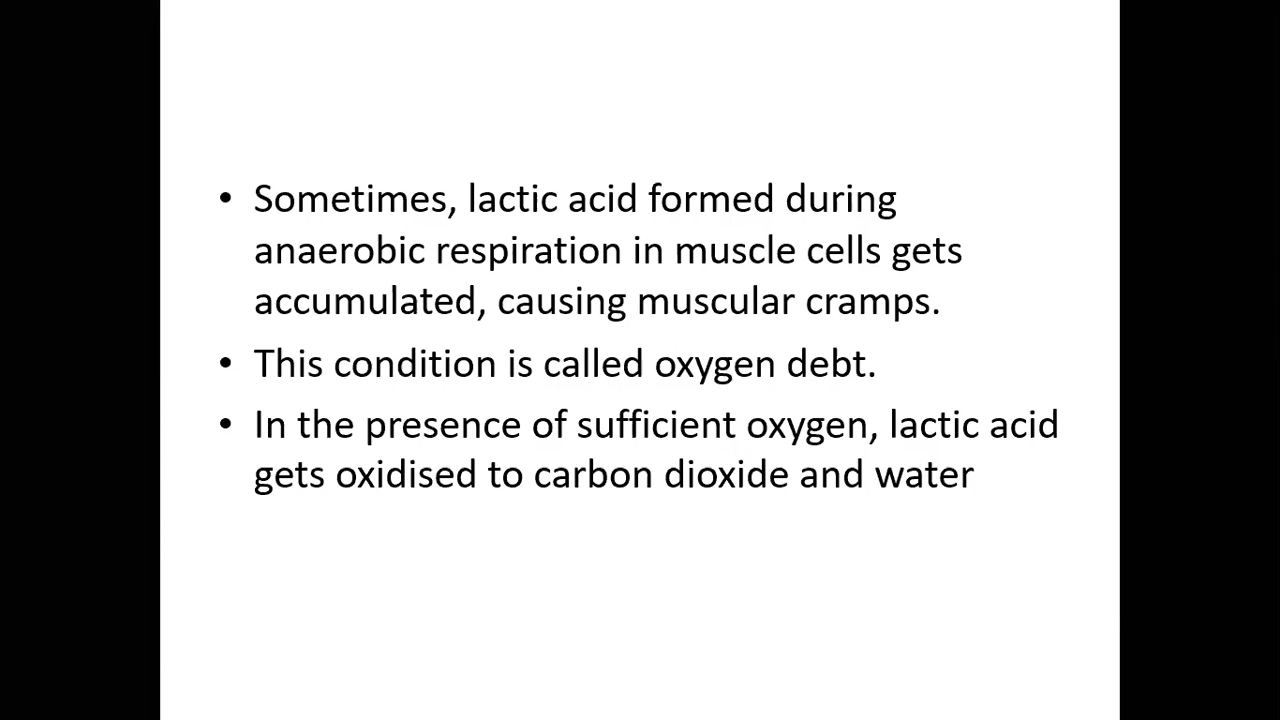 • Sometimes, lactic acid formed during
anaerobic respiration in muscle cells gets
accumulated, causing muscular cramps.
• This condition is called oxygen debt.
• In the presence of sufficient oxygen, lactic acid
gets oxidised to carbon dioxide and water